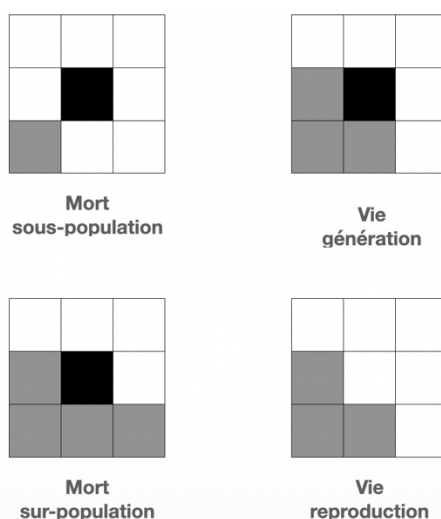 Mort
sous-population
Vie
génération
Mort
sur-population
Vie
reproduction